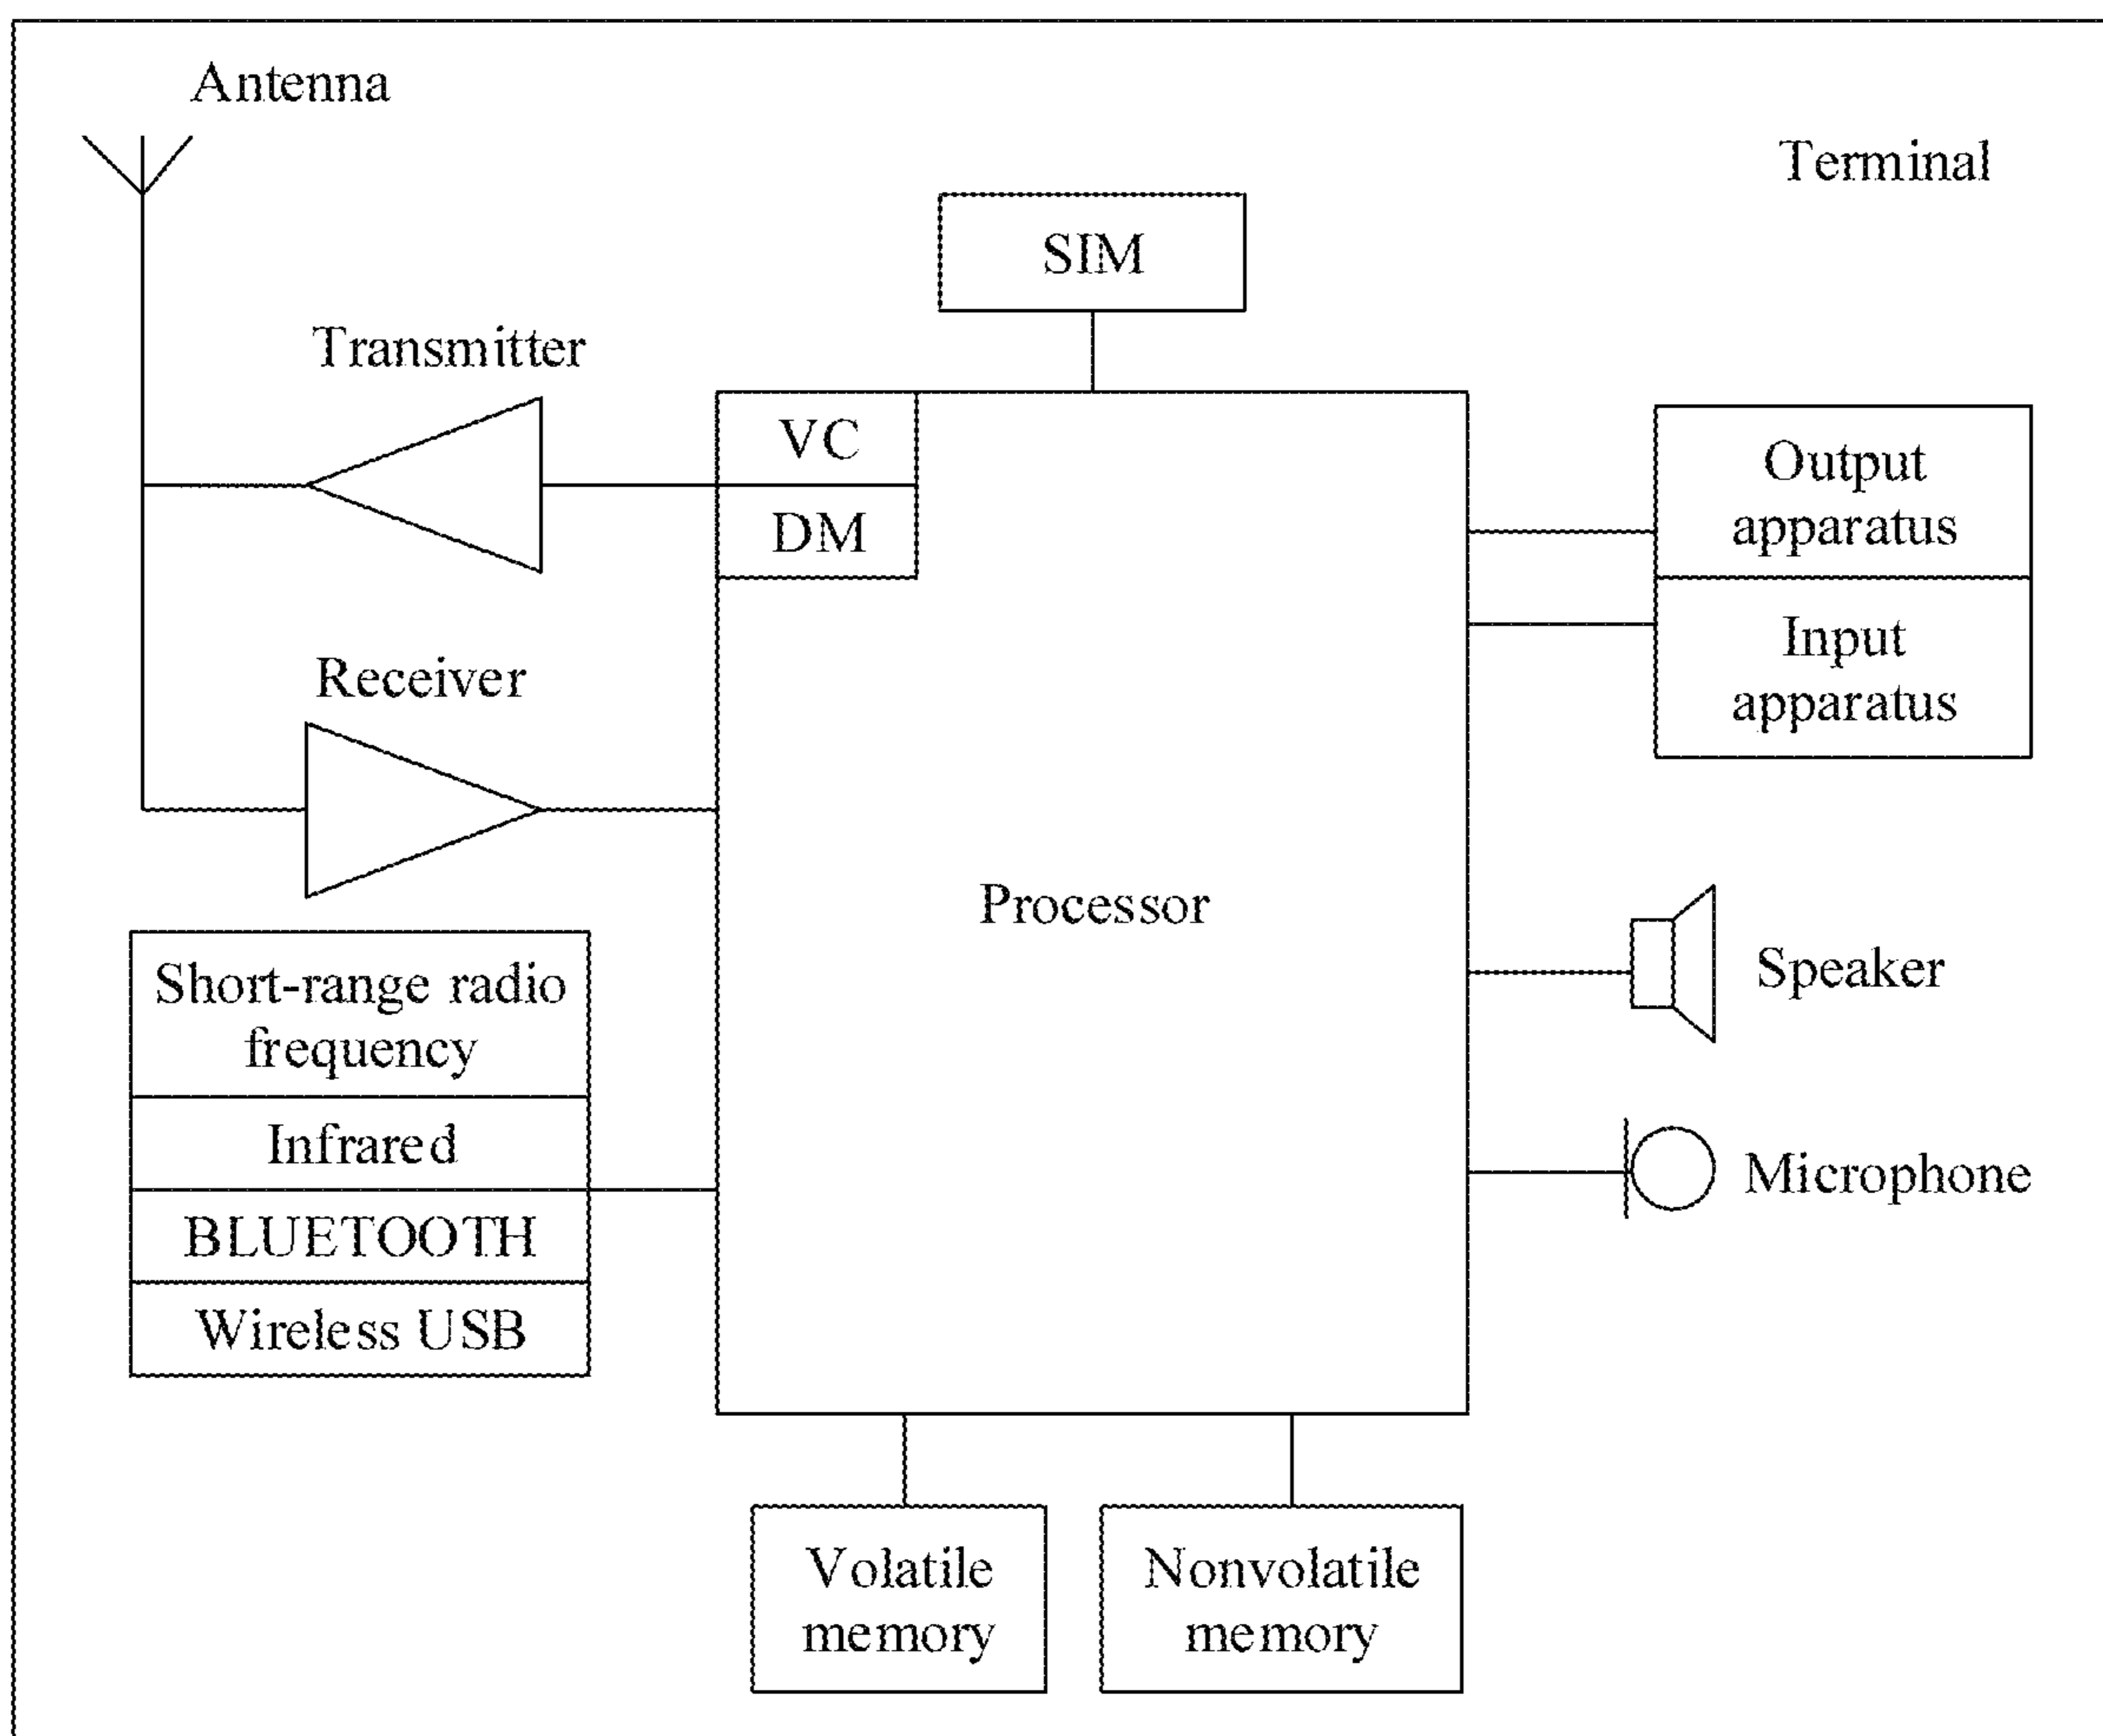 Antenna
Terminal
SIM
Transmitter
VC
DM
Output
apparatus
Input
apparatus
Receiver
Processor
Speaker
Short-range radio
frequency
Infrared
BLUETOOTH
Wireless USB
Microphone
Volatile
memory
Nonvolatile
memory